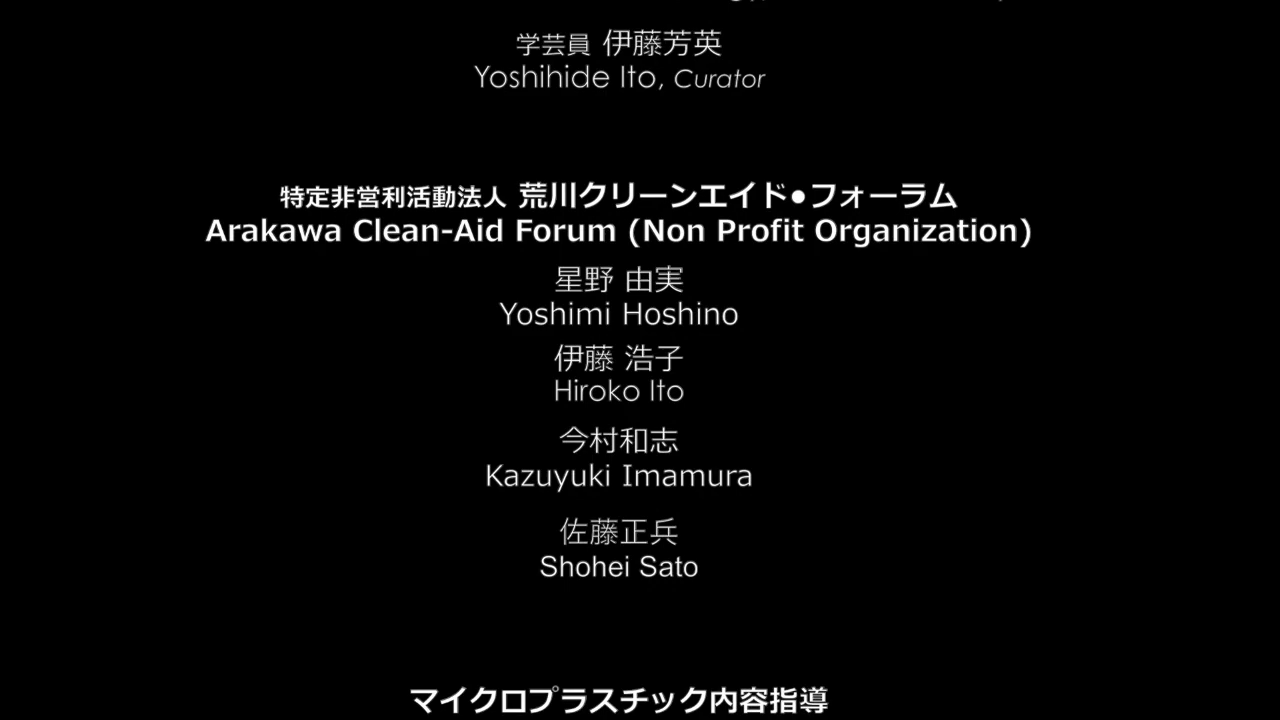 学芸員 伊藤芳英
Yoshihide Ito, Curator
特定非営利活動法人 荒川クリーンエイド●フォーラム
Arakawa Clean-Aid Forum (Non Profit Organization)
星野 由実
Yoshimi Hoshino
伊藤 浩子
Hiroko Ito
今村和志
Kazuyuki Imamura
佐藤正兵
Shohei Sato
マイクロプラスチック内容指導